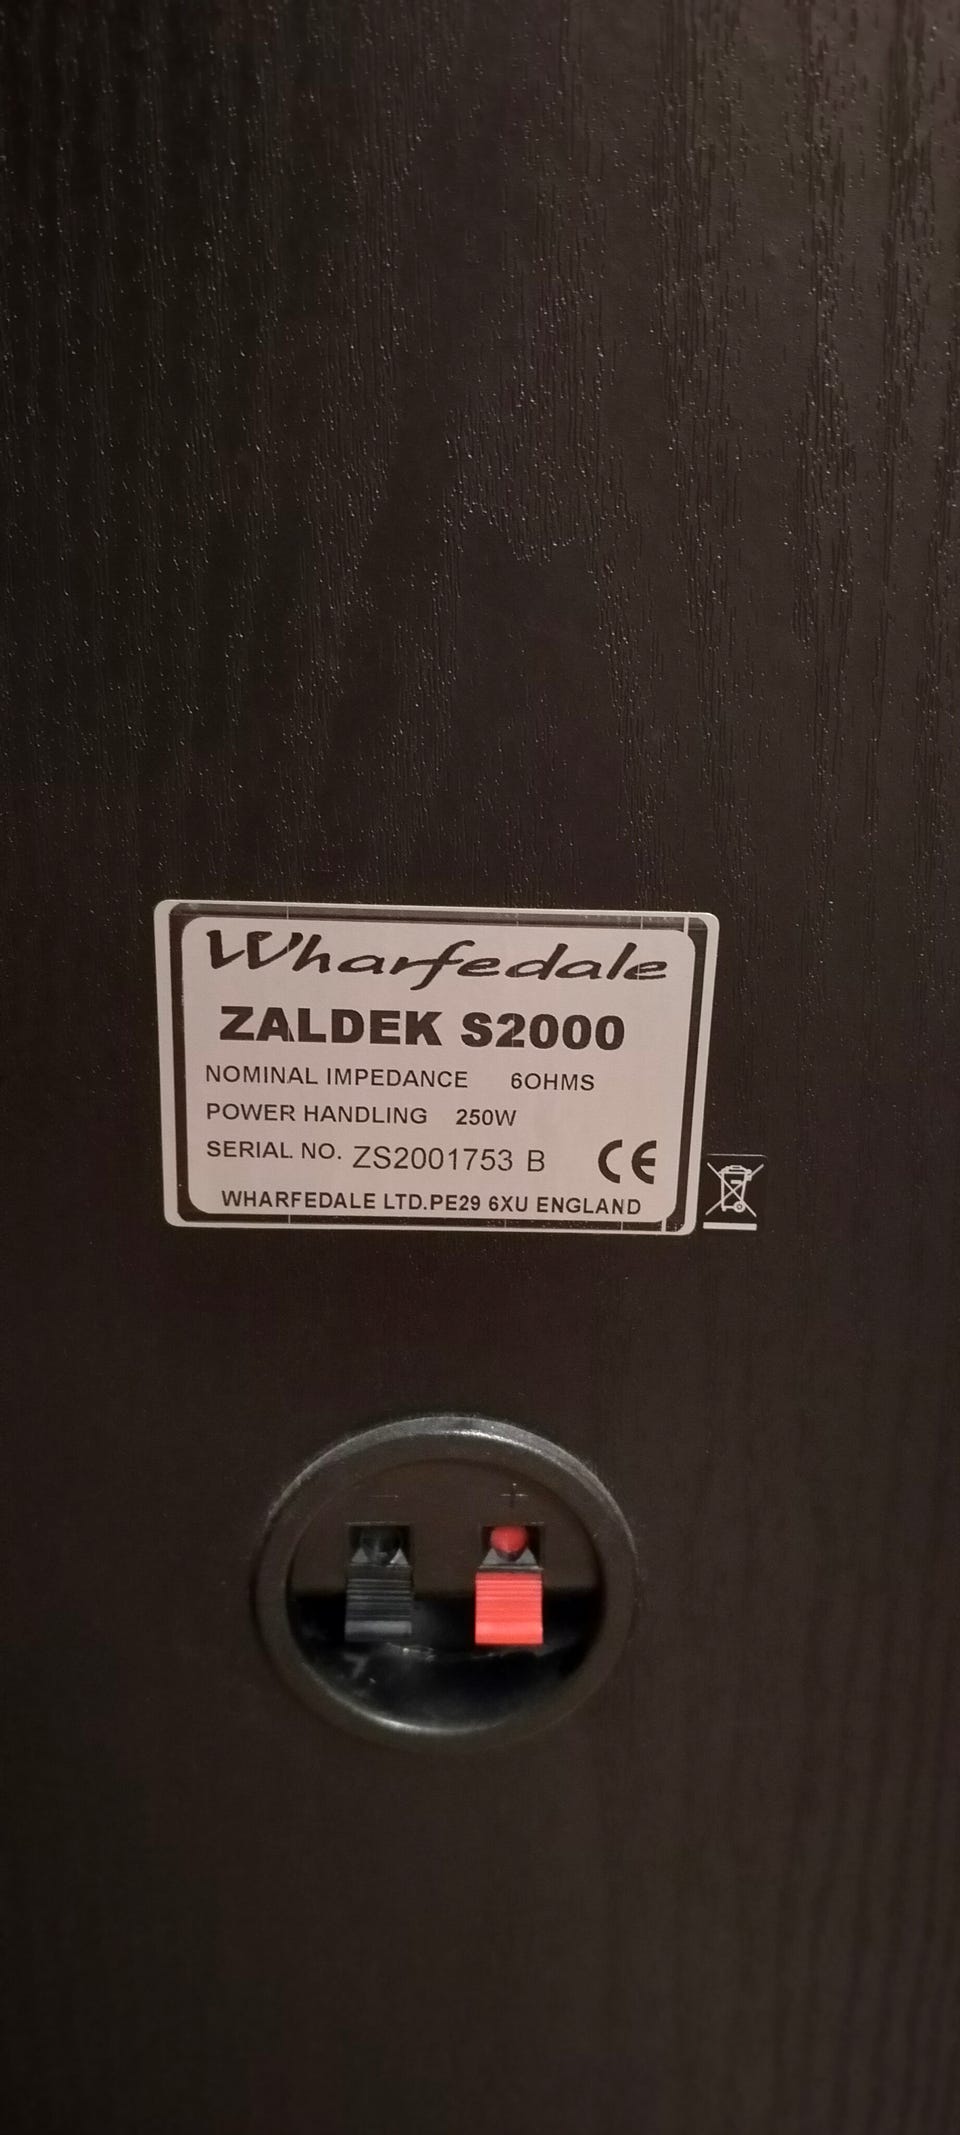 Wharfedale
ZALDEK S2000
NOMINAL IMPEDANCE 6OHMS
POWER HANDLING 250W
SERIAL NO. ZS2001753 B
CE
WHARFEDALE LTD.PE29 6XU ENGLAND
- +